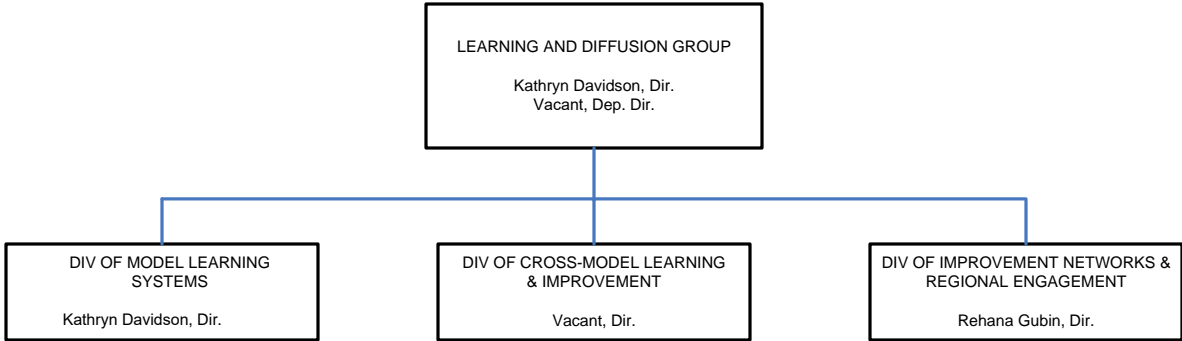 LEARNING AND DIFFUSION GROUP
Kathryn Davidson, Dir.
Vacant, Dep. Dir.
DIV OF MODEL LEARNING
SYSTEMS
Kathryn Davidson, Dir.
DIV OF CROSS-MODEL LEARNING
& IMPROVEMENT
Vacant, Dir.
DIV OF IMPROVEMENT NETWORKS &
REGIONAL ENGAGEMENT
Rehana Gubin, Dir.